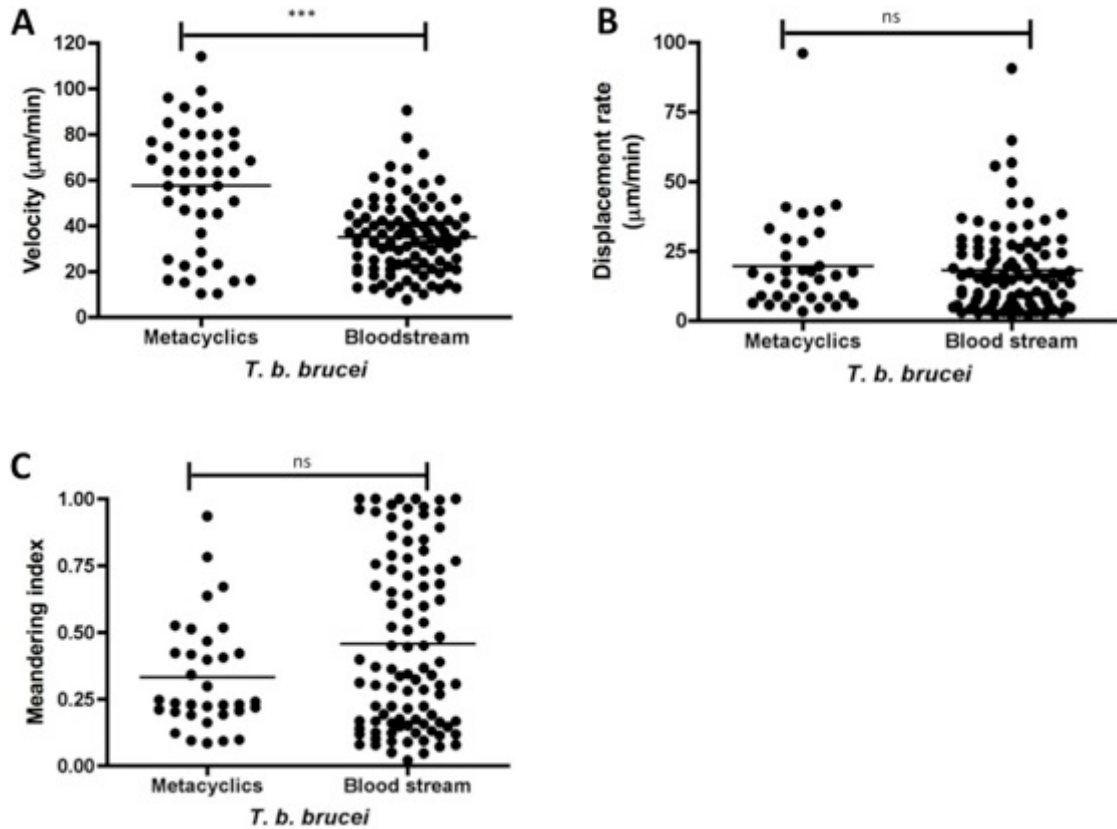 A
***
120
100
80
60
40
20
0
Velocity (μm/min)
Metacyclics Bloodstream
T. b. brucei
B
ns
100
75
50
25
0
Displacement rate
(μm/min)
Metacyclics Blood stream
T. b. brucei
C
ns
1.00
0.75
0.50
0.25
0.00
Meandering index
Metacyclics Blood stream
T. b. brucei